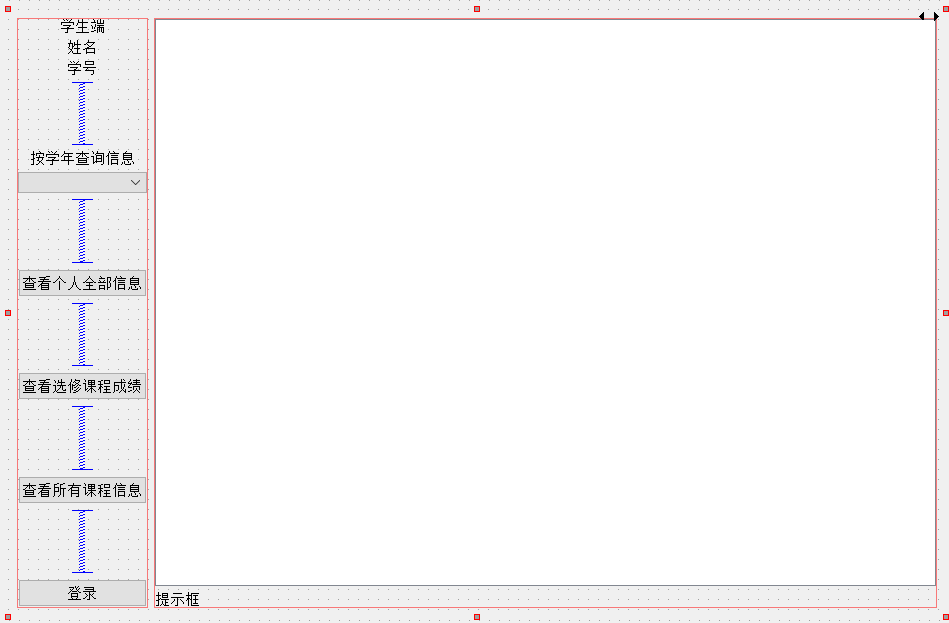 学生端
姓名
学号
按学年查询信息
查看个人全部信息
查看选修课程成绩
查看所有课程信息
登录
提示框